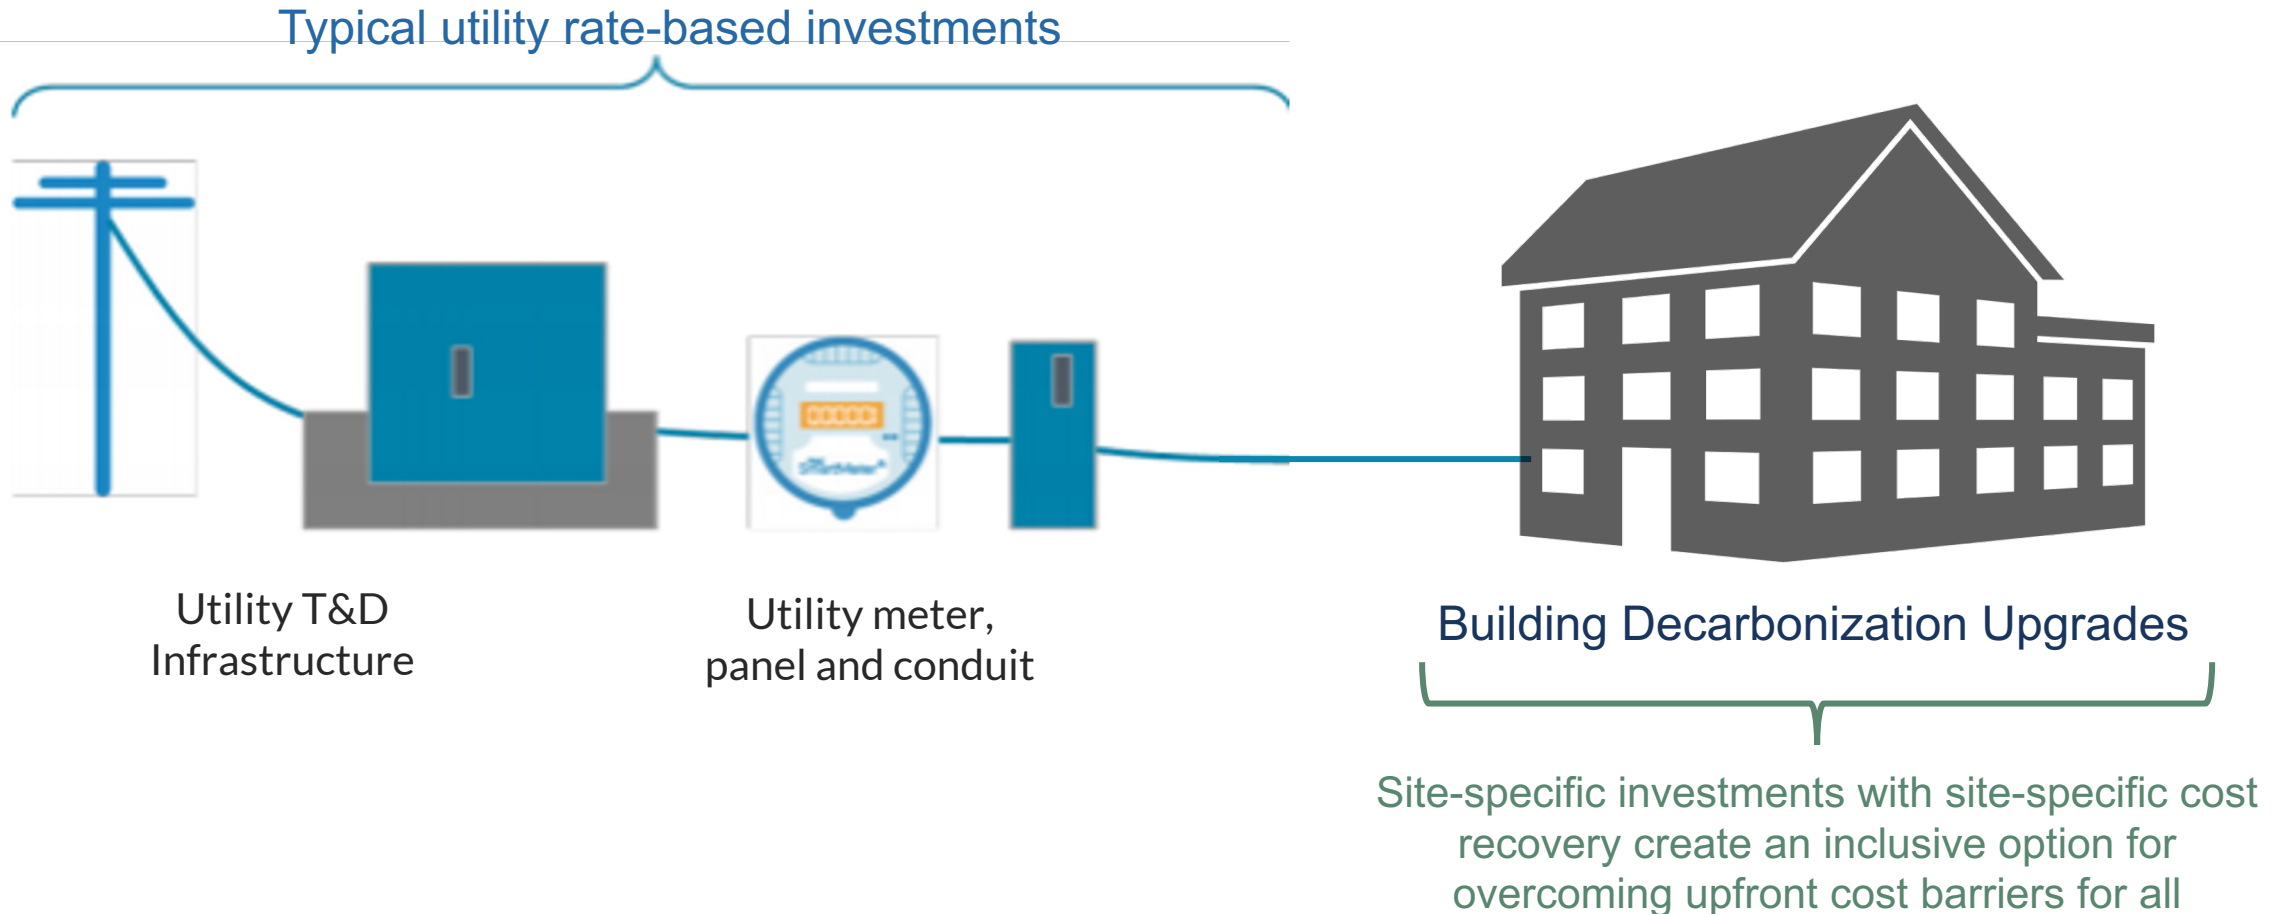 Typical utility rate-based investments
SmartMeter
Utility T&D
Infrastructure
Utility meter,
panel and conduit
Building Decarbonization Upgrades
Site-specific investments with site-specific cost
recovery create an inclusive option for
overcoming upfront cost barriers for all